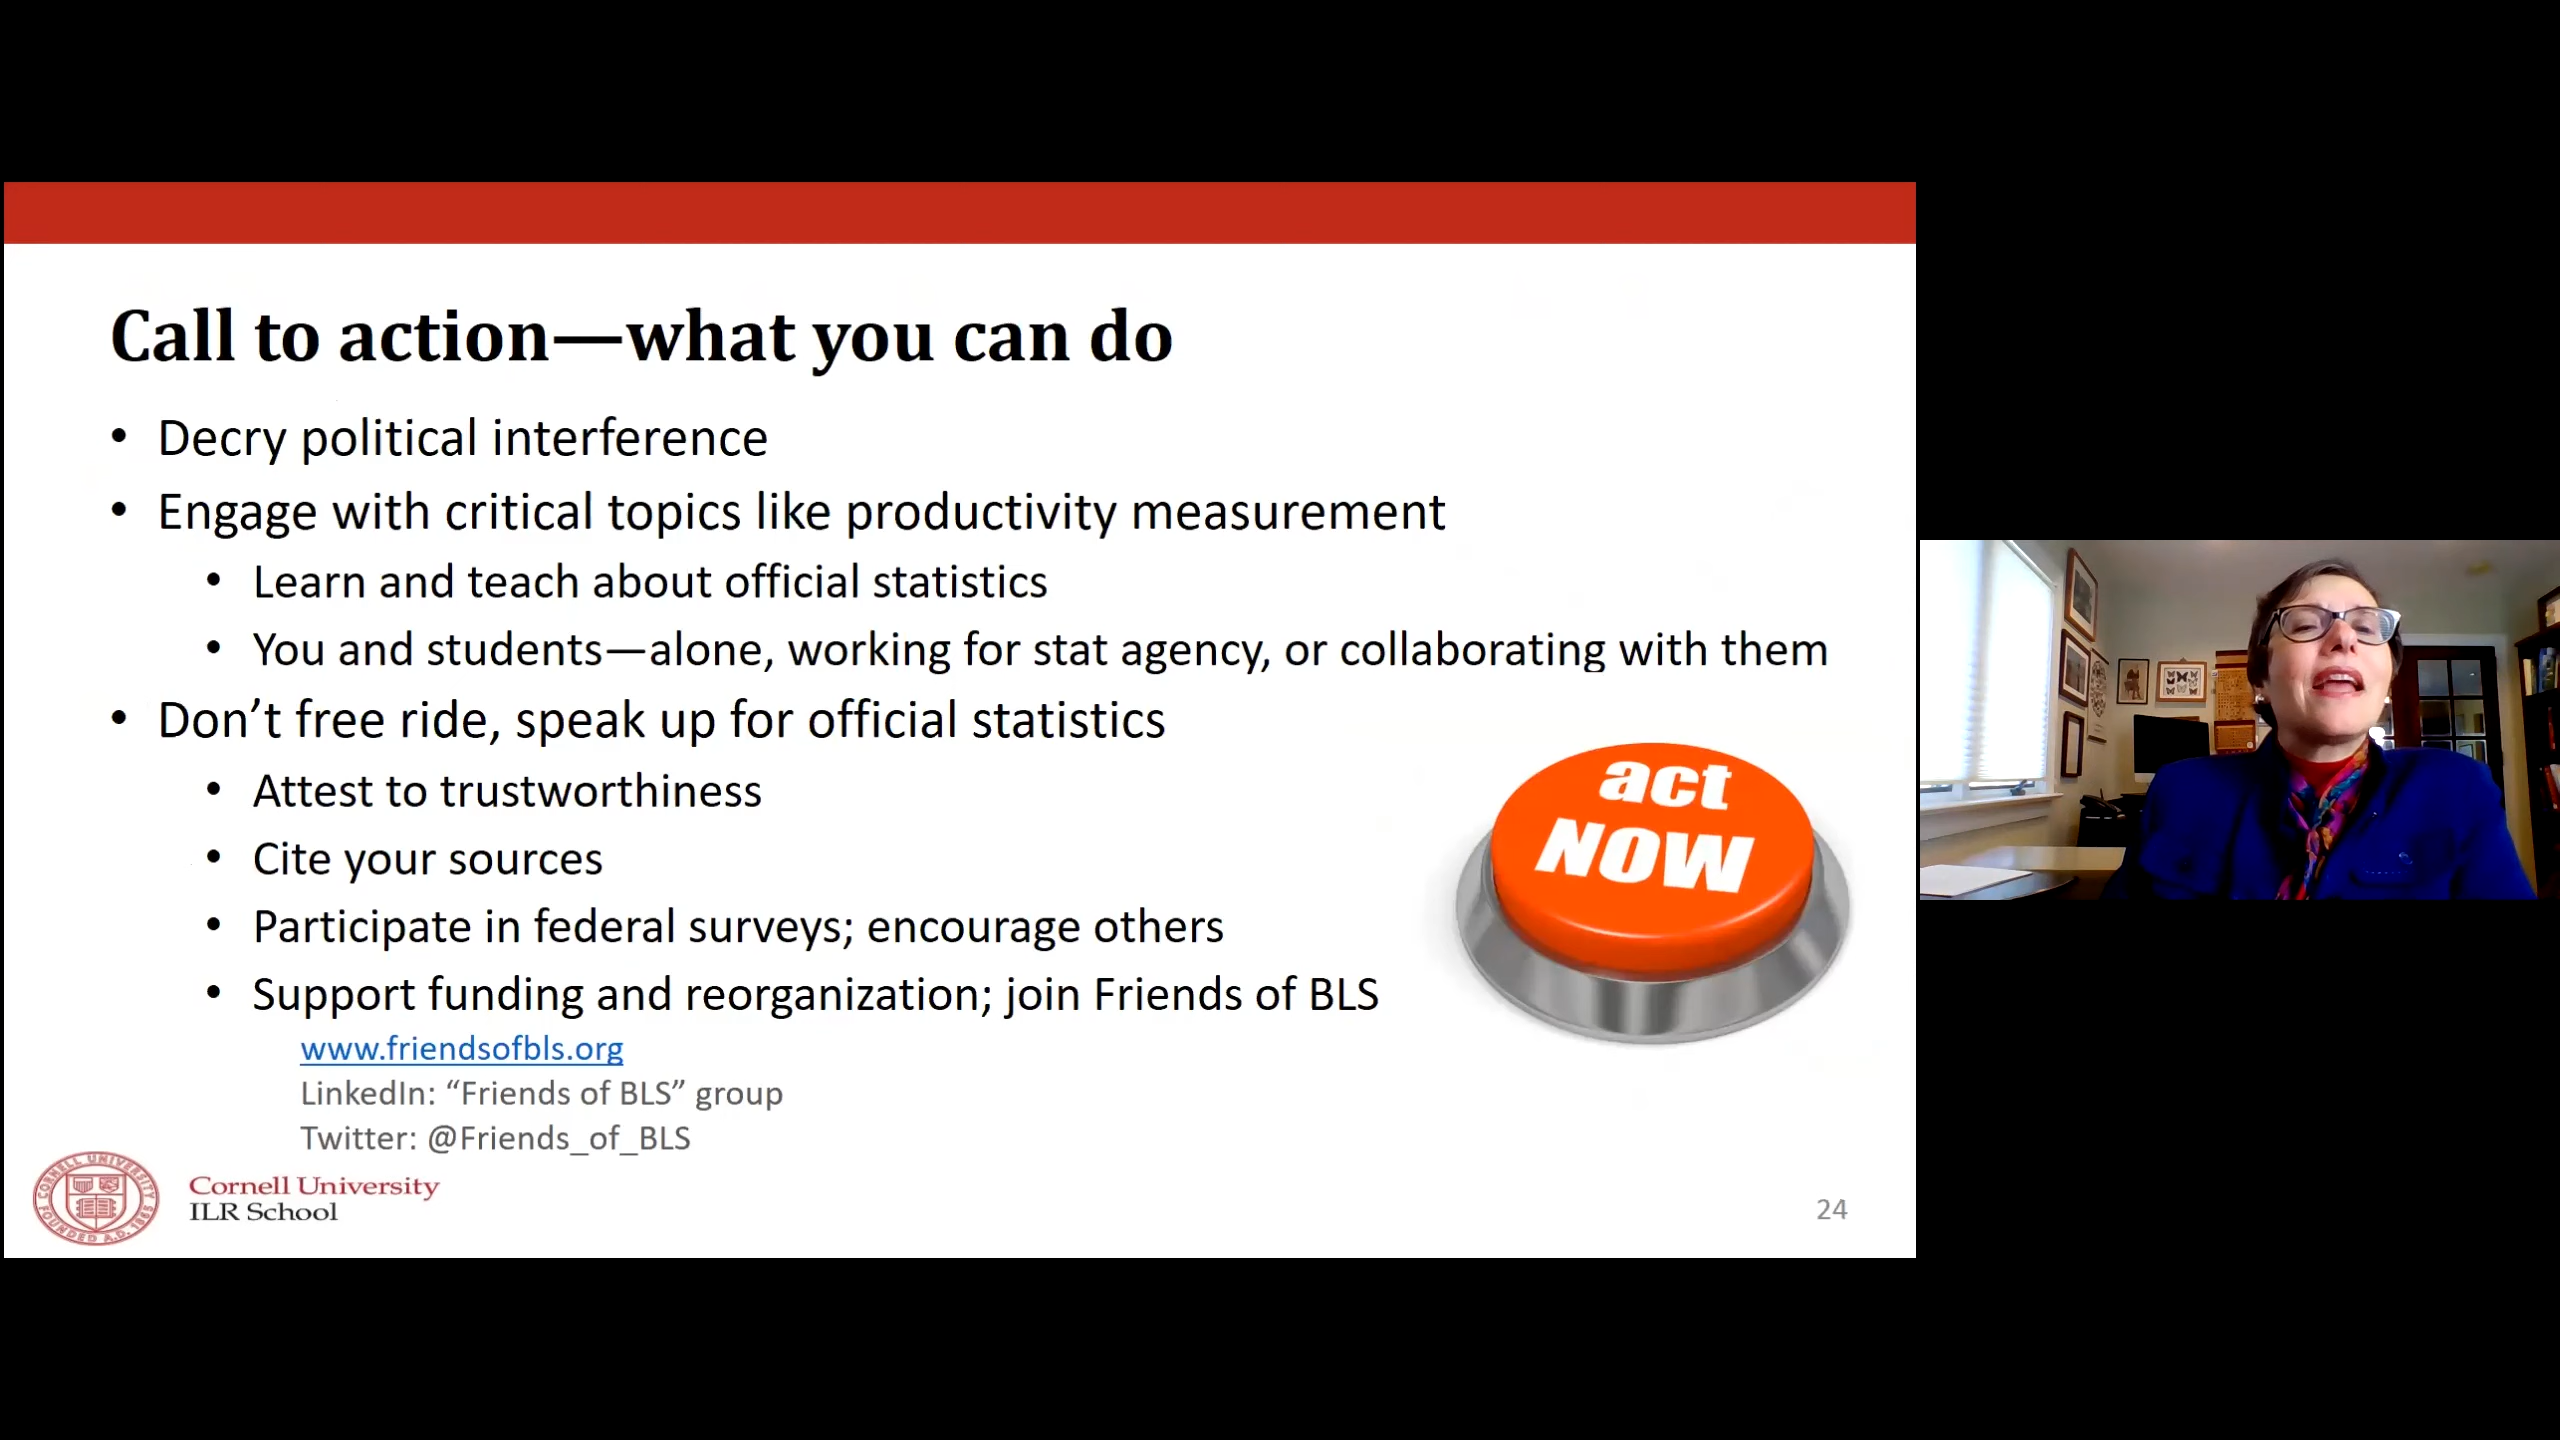 Call to action—what you can do
• Decry political interference
• Engage with critical topics like productivity measurement
• Learn and teach about official statistics
• You and students—alone, working for stat agency, or collaborating with them
• Don’t free ride, speak up for official statistics
• Attest to trustworthiness
• Cite your sources
• Participate in federal surveys; encourage others
• Support funding and reorganization; join Friends of BLS
www.friendsofbls.org
LinkedIn: “Friends of BLS” group
Twitter: @Friends_of_BLS
act
NOW
CORNELL UNIVERSITY
FOUNDED A.D. 1865
Cornell University
ILR School
24